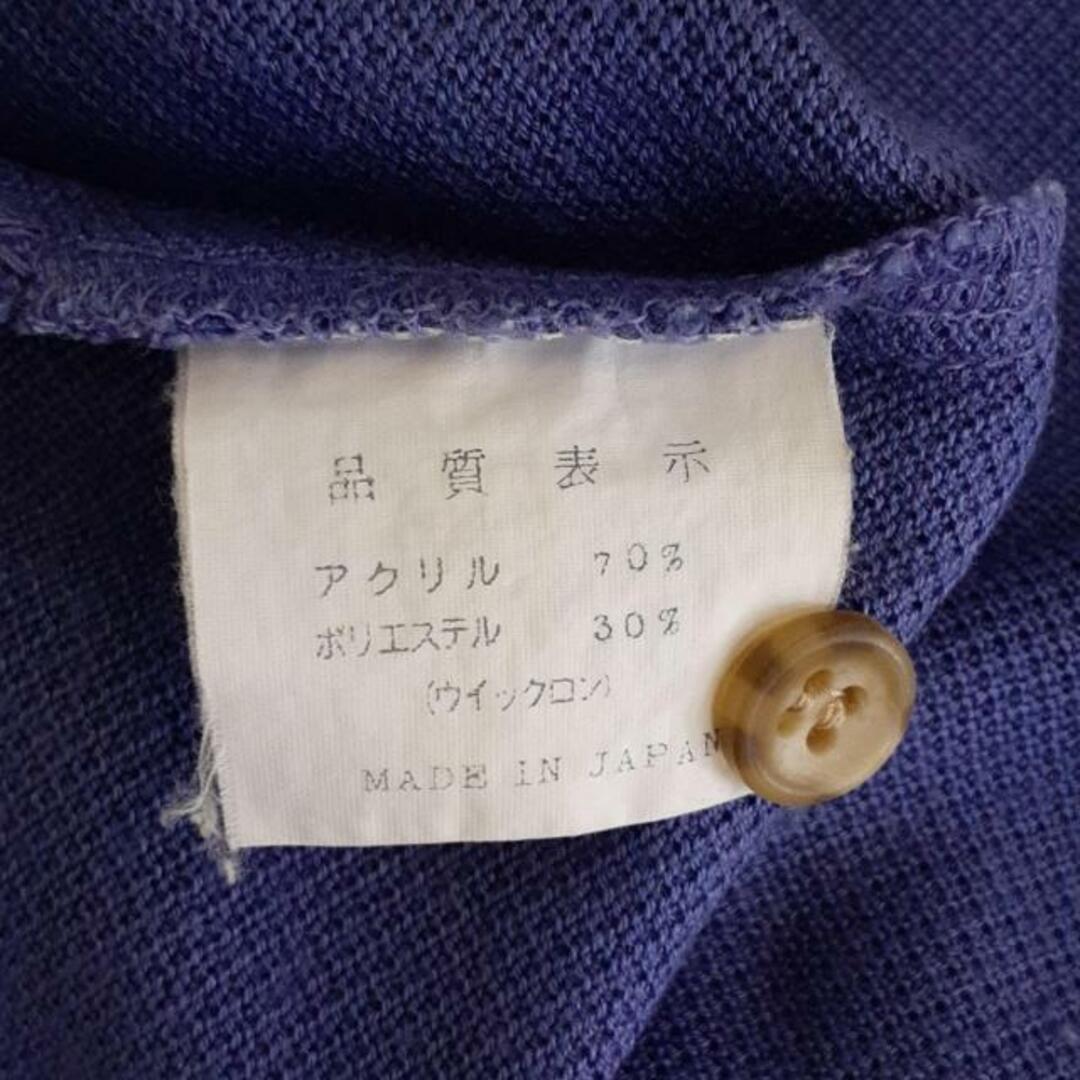 品質表示
アクリル 70%
ポリエステル 30%
(ウイックロン)
MADE IN JAPAN